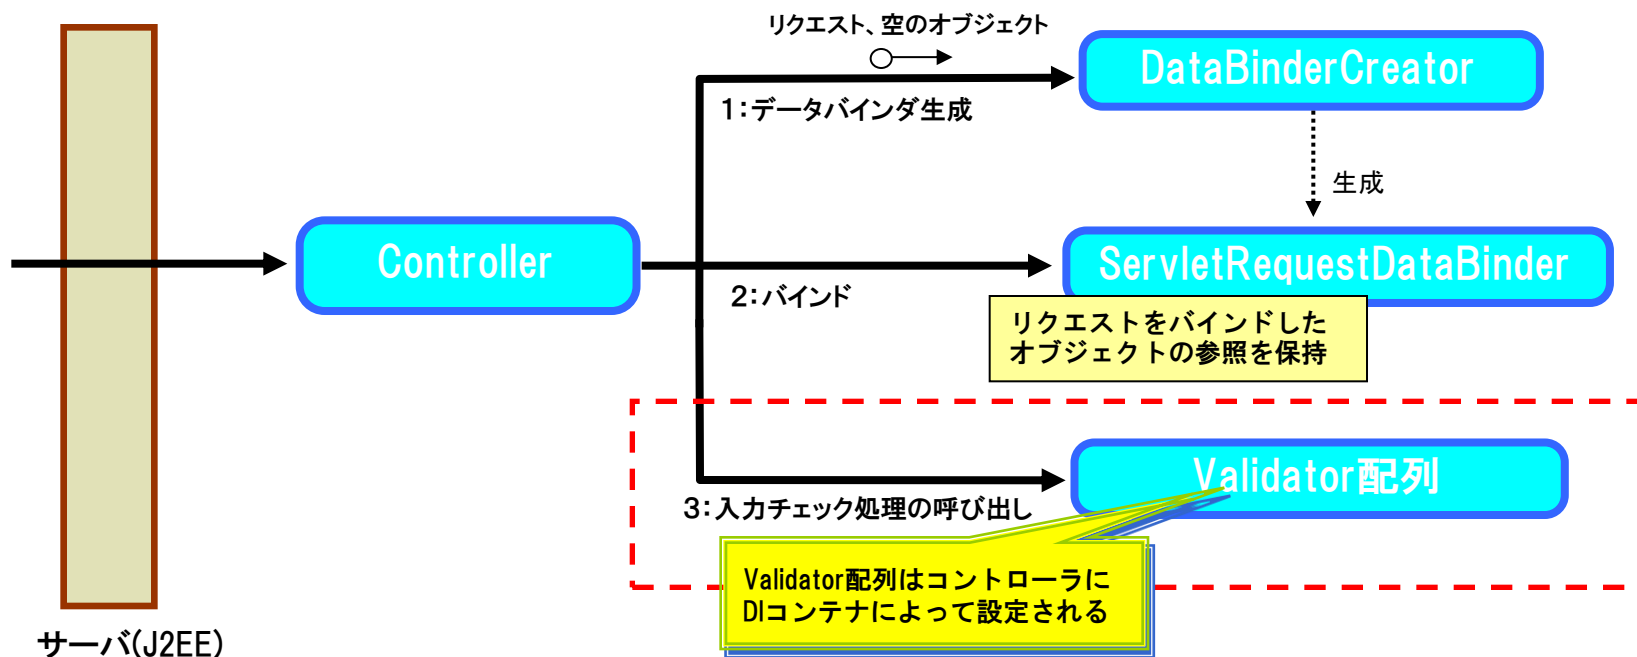 リクエスト、空のオブジェクト
DataBinderCreator
1:データバインダ生成
生成
Controller
ServletRequestDataBinder
2:バインド
リクエストをバインドした
オブジェクトの参照を保持
Validator配列
3:入力チェック処理の呼び出し
Validator配列はコントローラに
DIコンテナによって設定される
サーバ(J2EE)